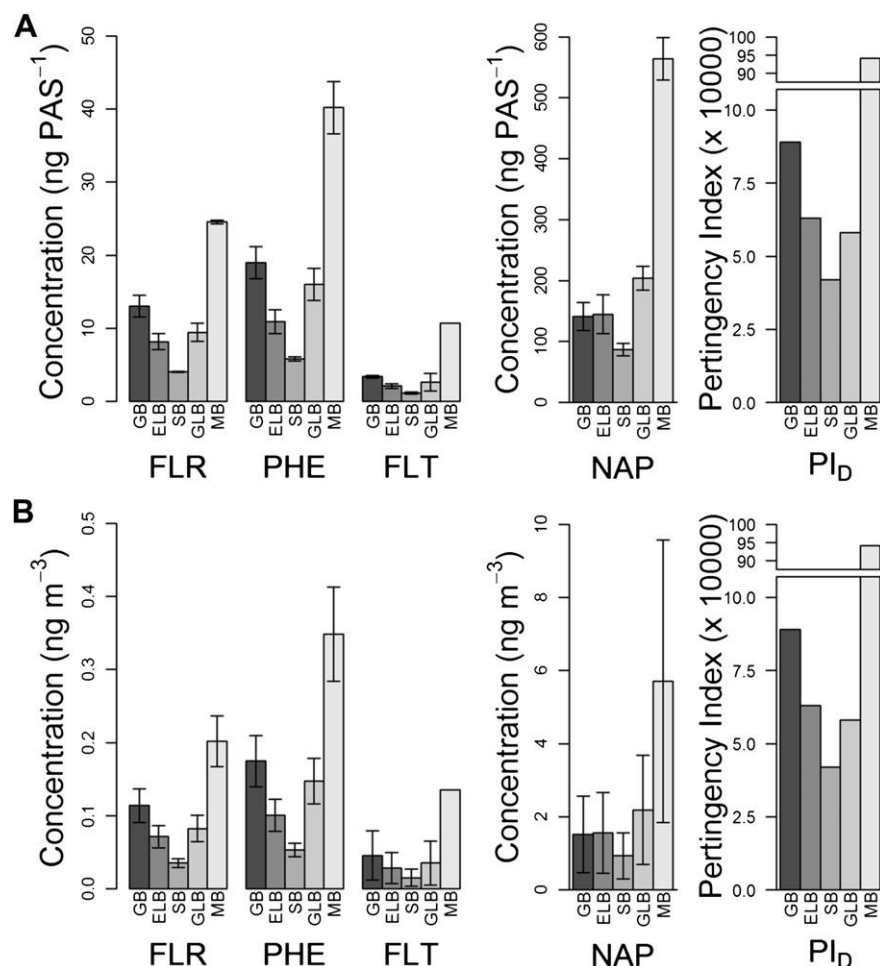 A
Concentration (ng PAS⁻¹)
0 10 20 30 40 50
GB ELB SB GLB MB
FLR
GB ELB SB GLB MB
PHE
GB ELB SB GLB MB
FLT
Concentration (ng PAS⁻¹)
0 100 200 300 400 500 600
GB ELB SB GLB MB
NAP
Pertingency Index (x 10000)
0.0 2.5 5.0 7.5 10.0
90 95 100
GB ELB SB GLB MB
PI_D
B
Concentration (ng m⁻³)
0.0 0.1 0.2 0.3 0.4 0.5
GB ELB SB GLB MB
FLR
GB ELB SB GLB MB
PHE
GB ELB SB GLB MB
FLT
Concentration (ng m⁻³)
0 2 4 6 8 10
GB ELB SB GLB MB
NAP
Pertingency Index (x 10000)
0.0 2.5 5.0 7.5 10.0
90 95 100
GB ELB SB GLB MB
PI_D